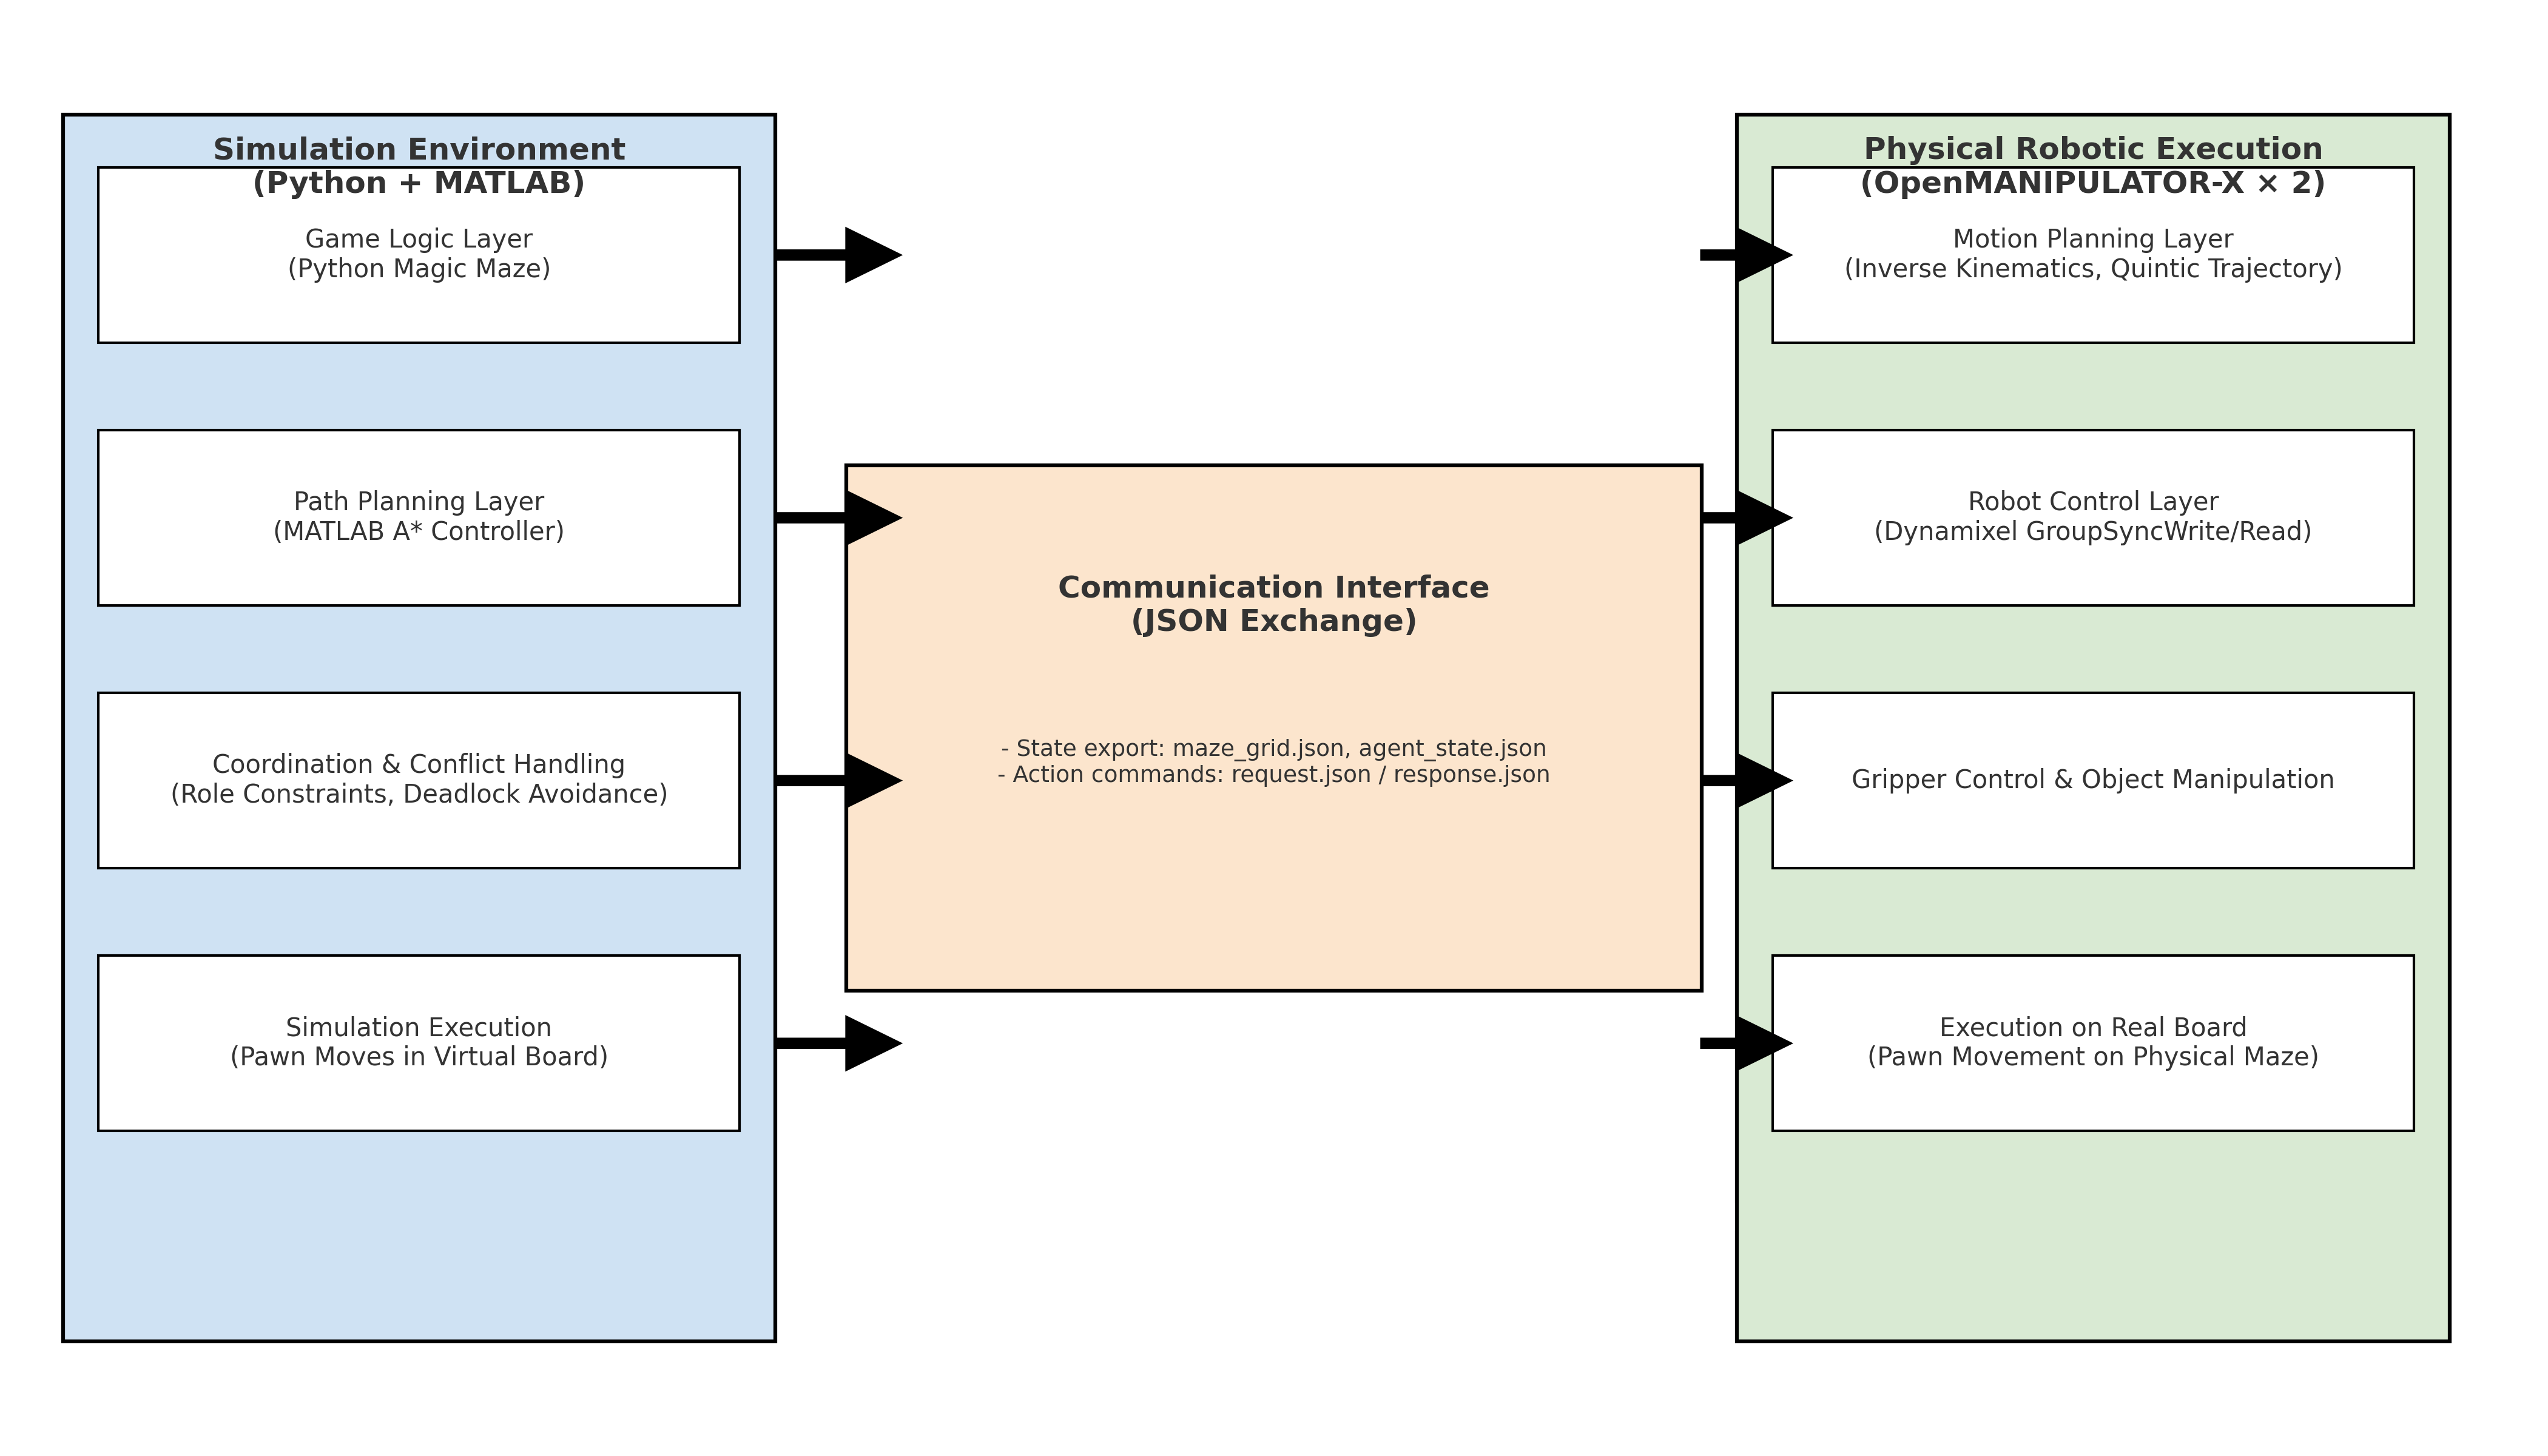 Simulation Environment
(Python + MATLAB)
Game Logic Layer
(Python Magic Maze)
Path Planning Layer
(MATLAB A* Controller)
Coordination & Conflict Handling
(Role Constraints, Deadlock Avoidance)
Simulation Execution
(Pawn Moves in Virtual Board)
Communication Interface
(JSON Exchange)
- State export: maze_grid.json, agent_state.json
- Action commands: request.json / response.json
Physical Robotic Execution
(OpenMANIPULATOR-X × 2)
Motion Planning Layer
(Inverse Kinematics, Quintic Trajectory)
Robot Control Layer
(Dynamixel GroupSyncWrite/Read)
Gripper Control & Object Manipulation
Execution on Real Board
(Pawn Movement on Physical Maze)